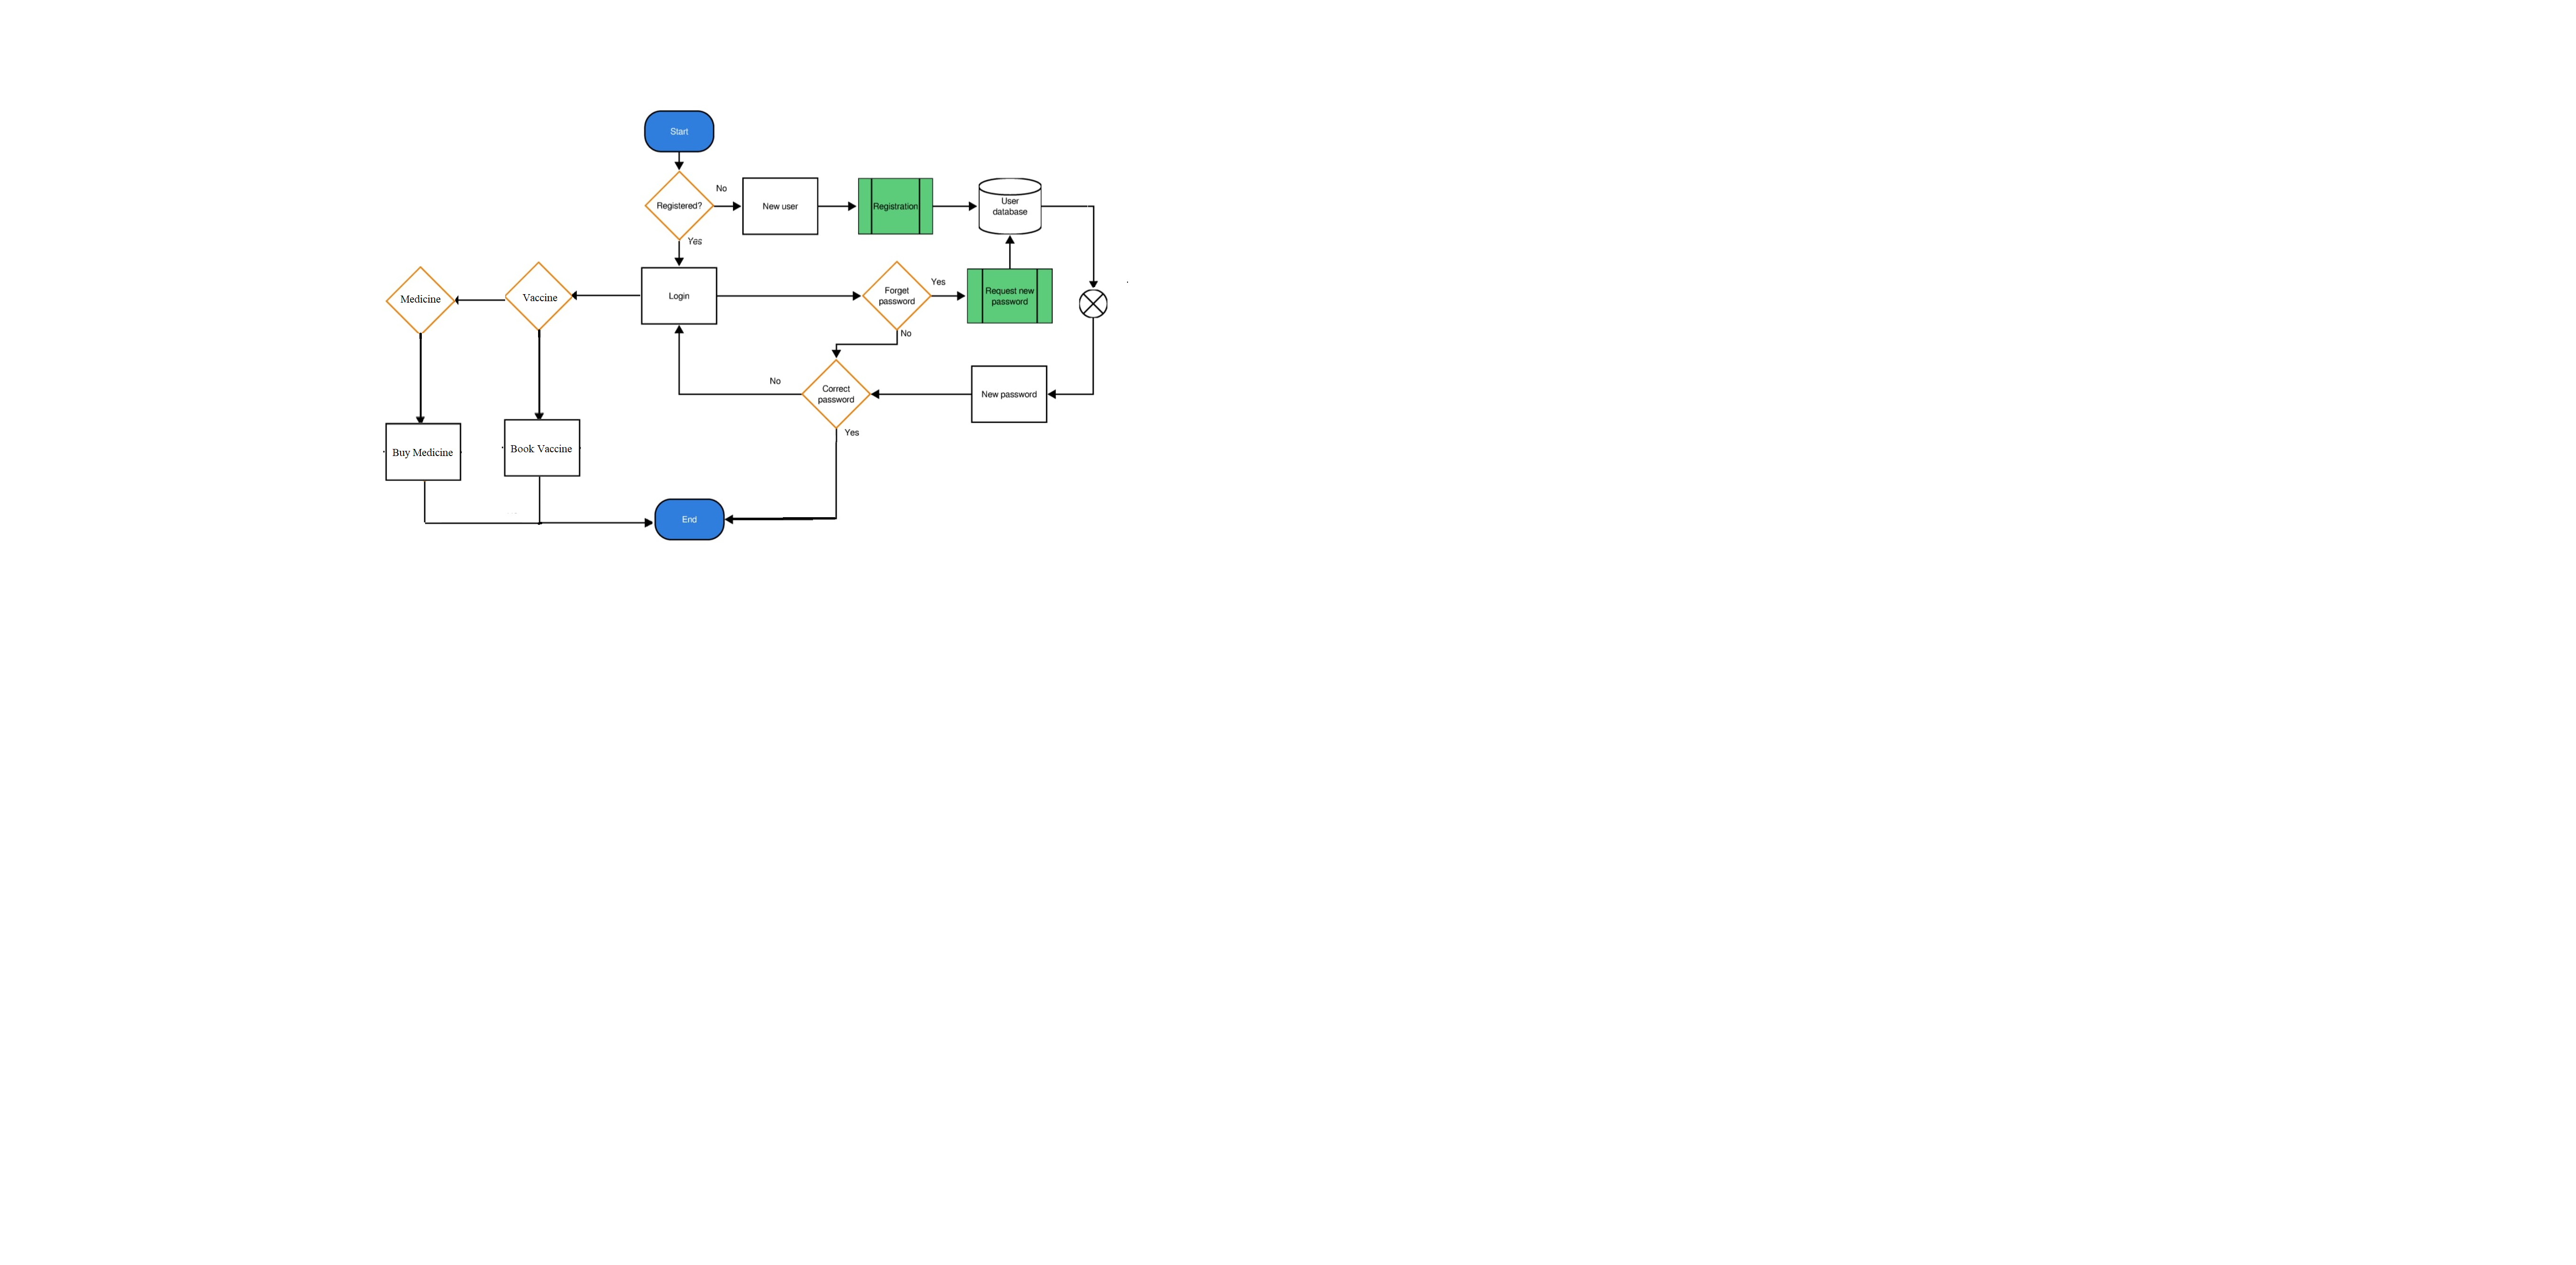 Start
No
Registered?
New user
Registration
User
database
Yes
Medicine
Vaccine
Login
Forget
password
Yes
Request new
password
No
No
Correct
password
New password
Yes
Buy Medicine
Book Vaccine
End